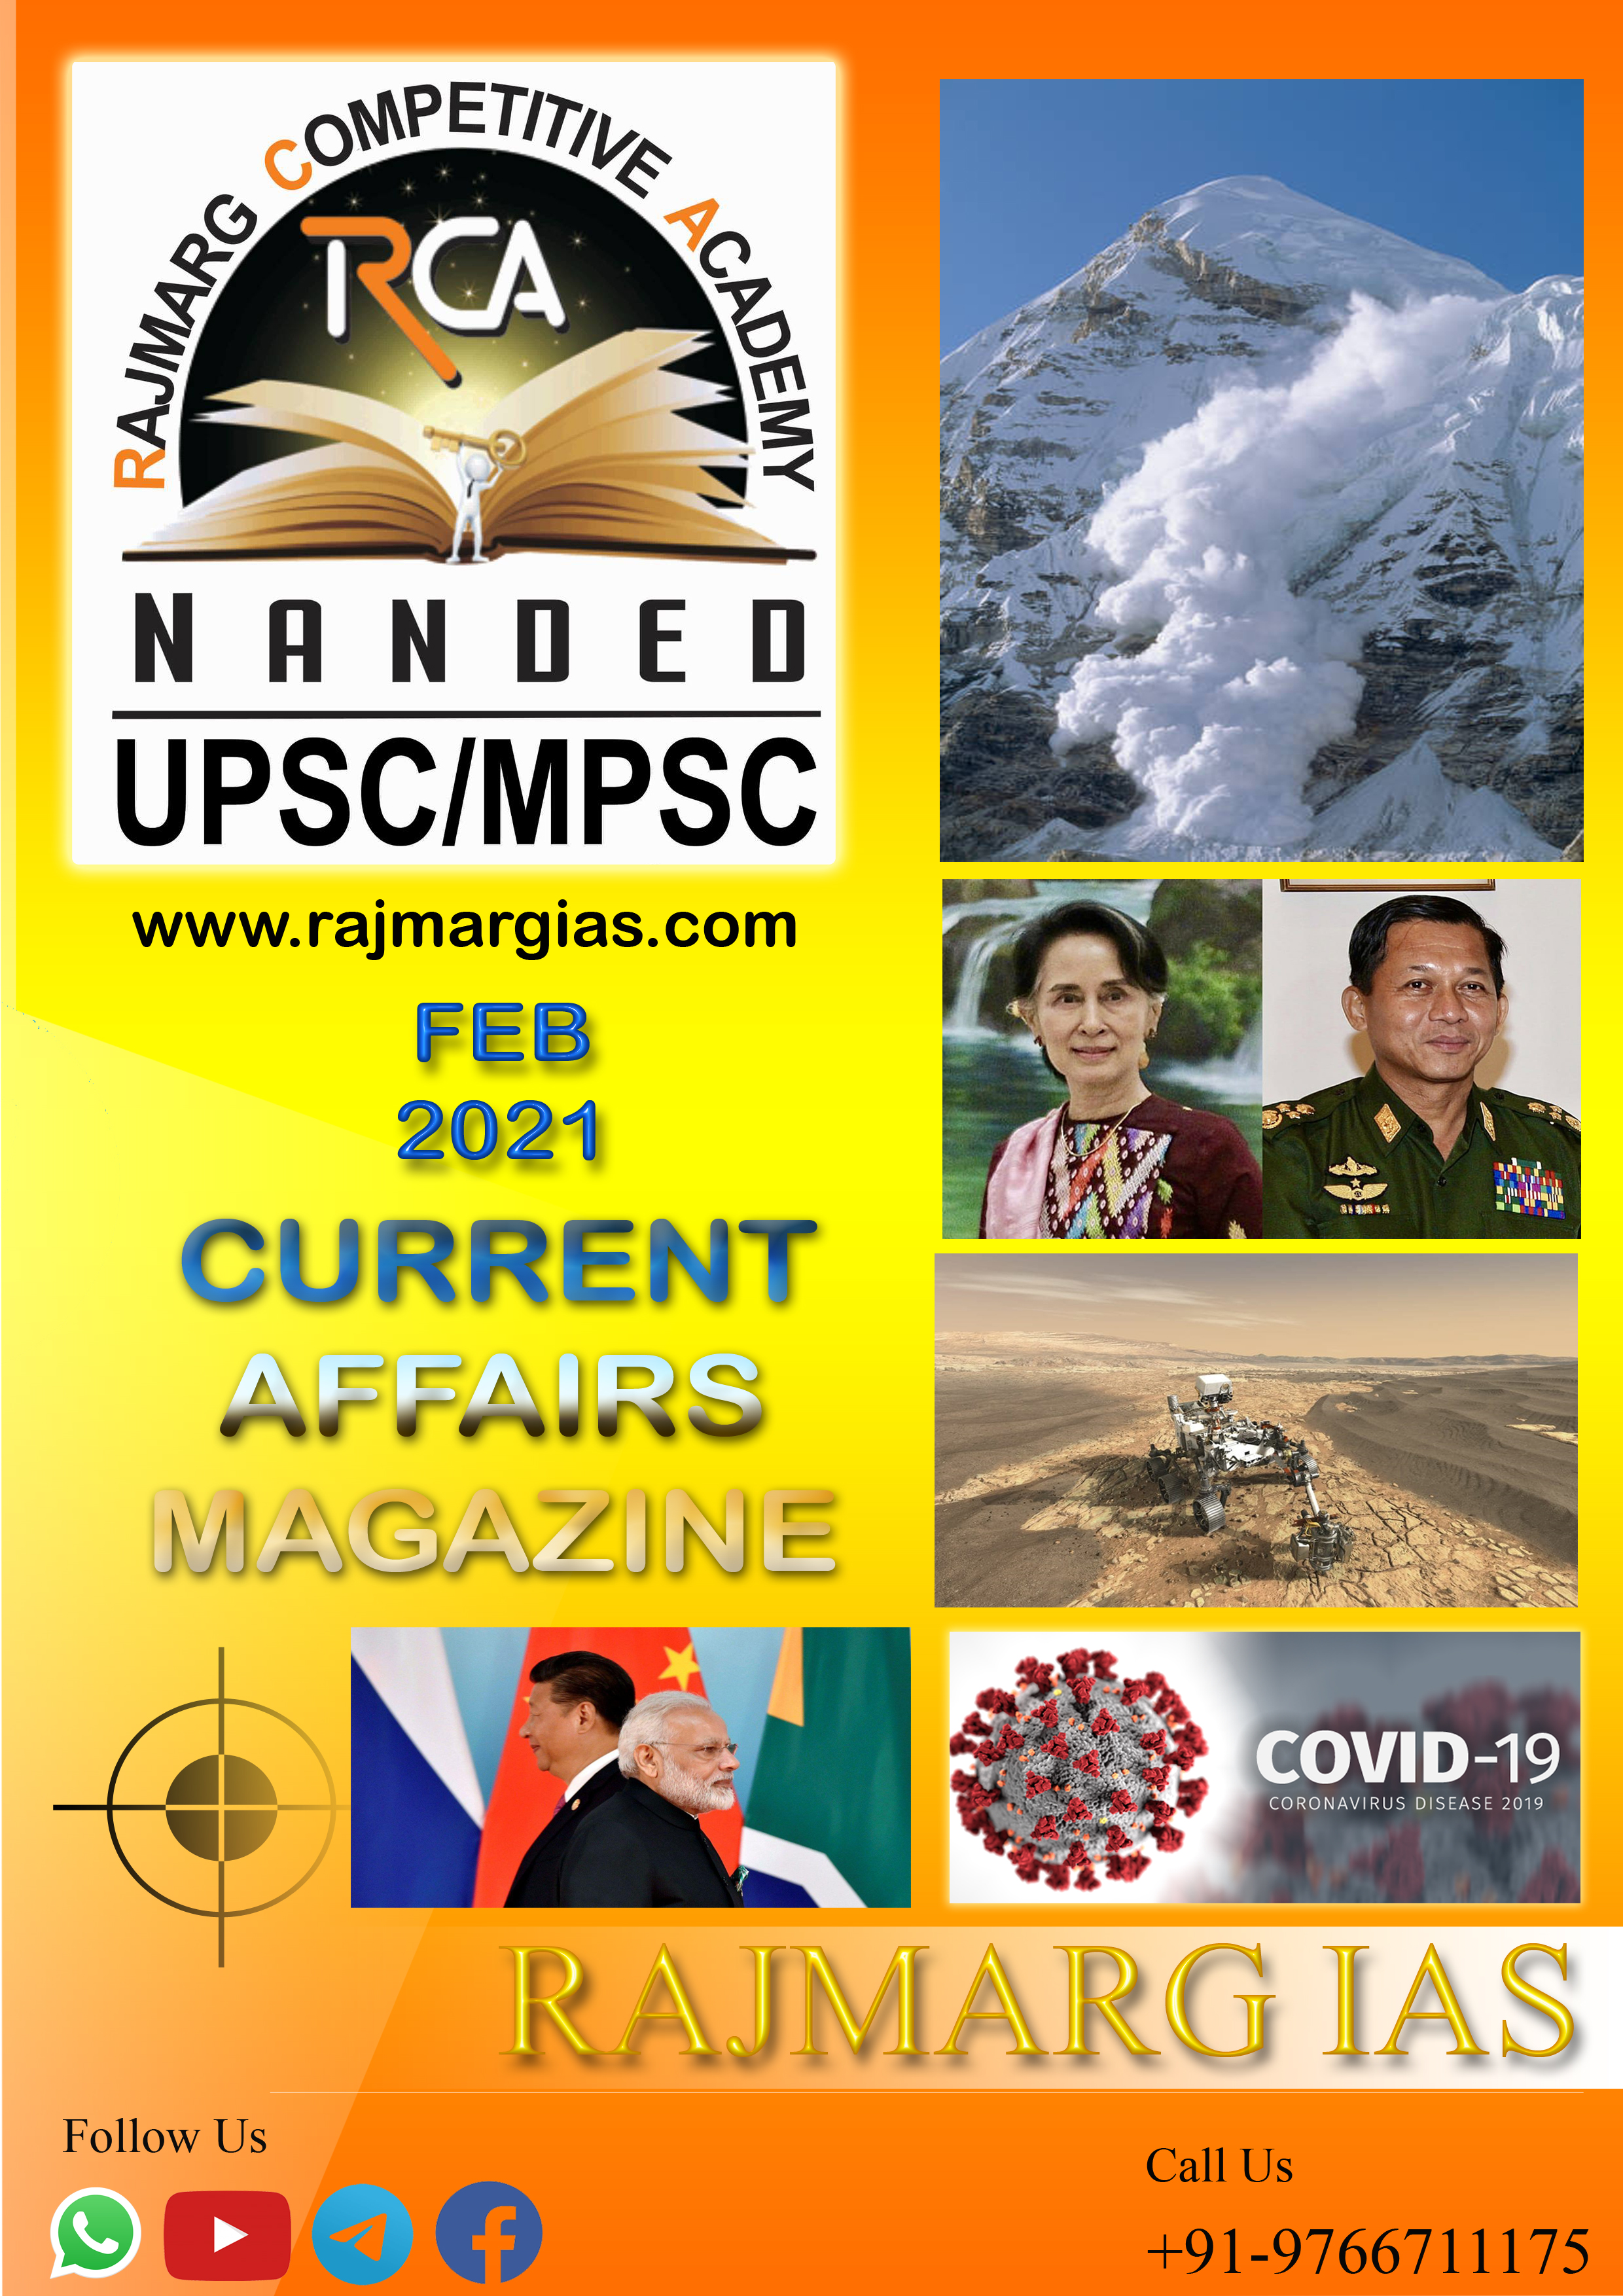 RAJMARG COMPETITIVE ACADEMY
RCA
NANDED
UPSC/MPSC
www.rajmargias.com
FEB
2021
CURRENT
AFFAIRS
MAGAZINE
COVID-19
CORONAVIRUS DISEASE 2019
RAJMARG IAS
Follow Us
Call Us
+91-9766711175